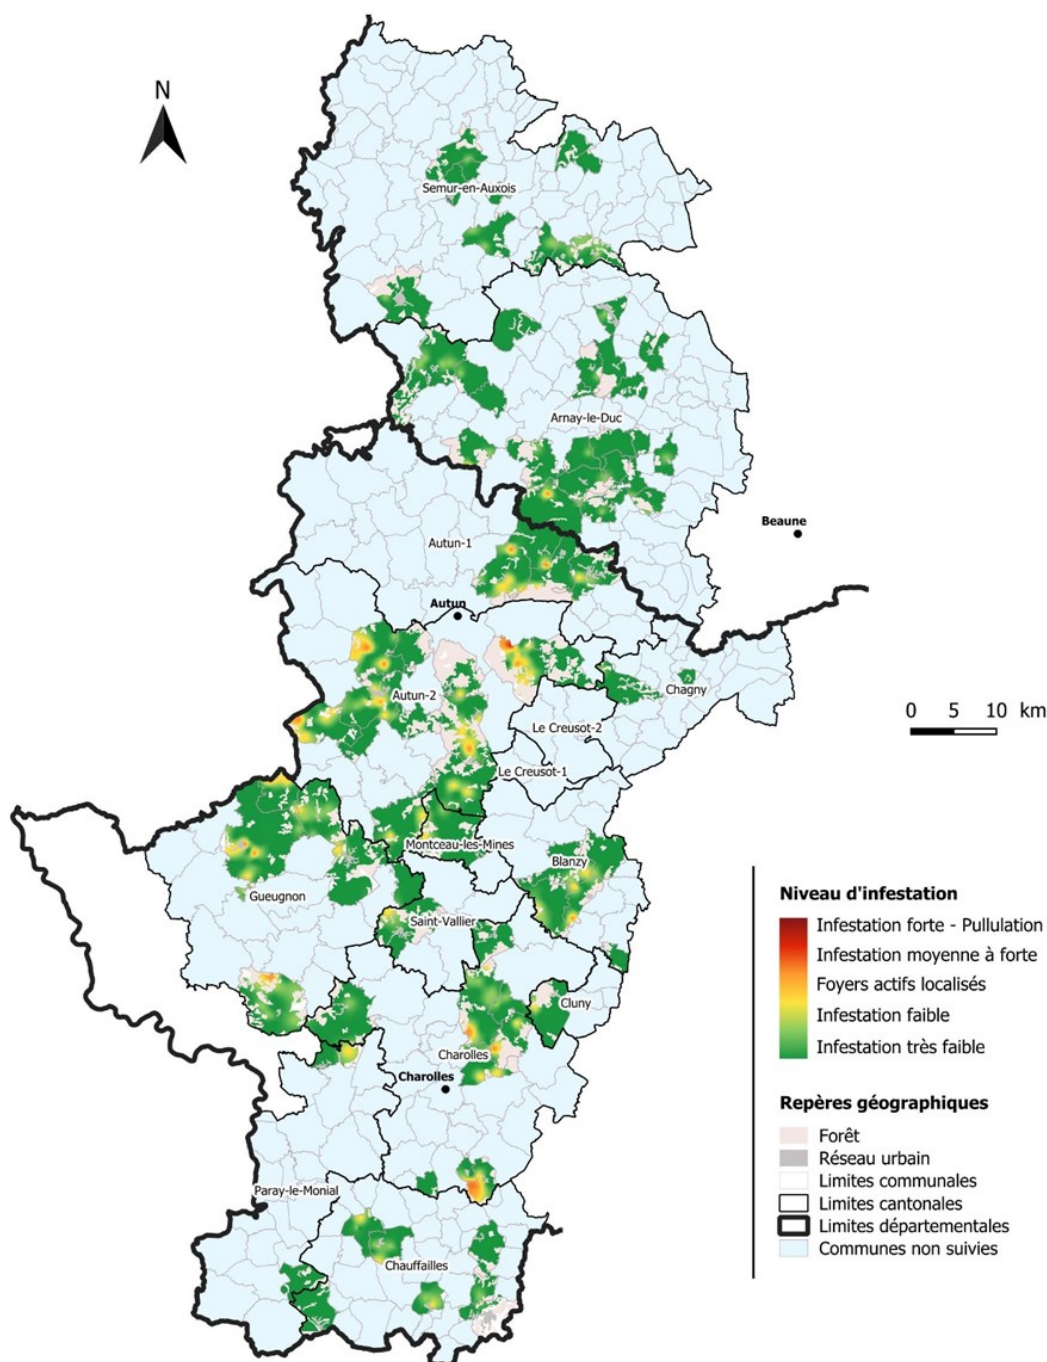 N
Semur-en-Auxois
Arnay-le-Duc
Beaune
Autun-1
Autun
Autun-2
Chagny
Le Creusot-2
0 5 10 km
Le Creusot-1
Montceau-les-Mines
Blanzy
Gueugnon
Saint-Vallier
Cluny
Charolles
Charolles
Paray-le-Monial
Chauffailles
Niveau d'infestation
Infestation forte - Pullulation
Infestation moyenne à forte
Foyers actifs localisés
Infestation faible
Infestation très faible
Repères géographiques
Forêt
Réseau urbain
Limites communales
Limites cantonales
Limites départementales
Communes non suivies